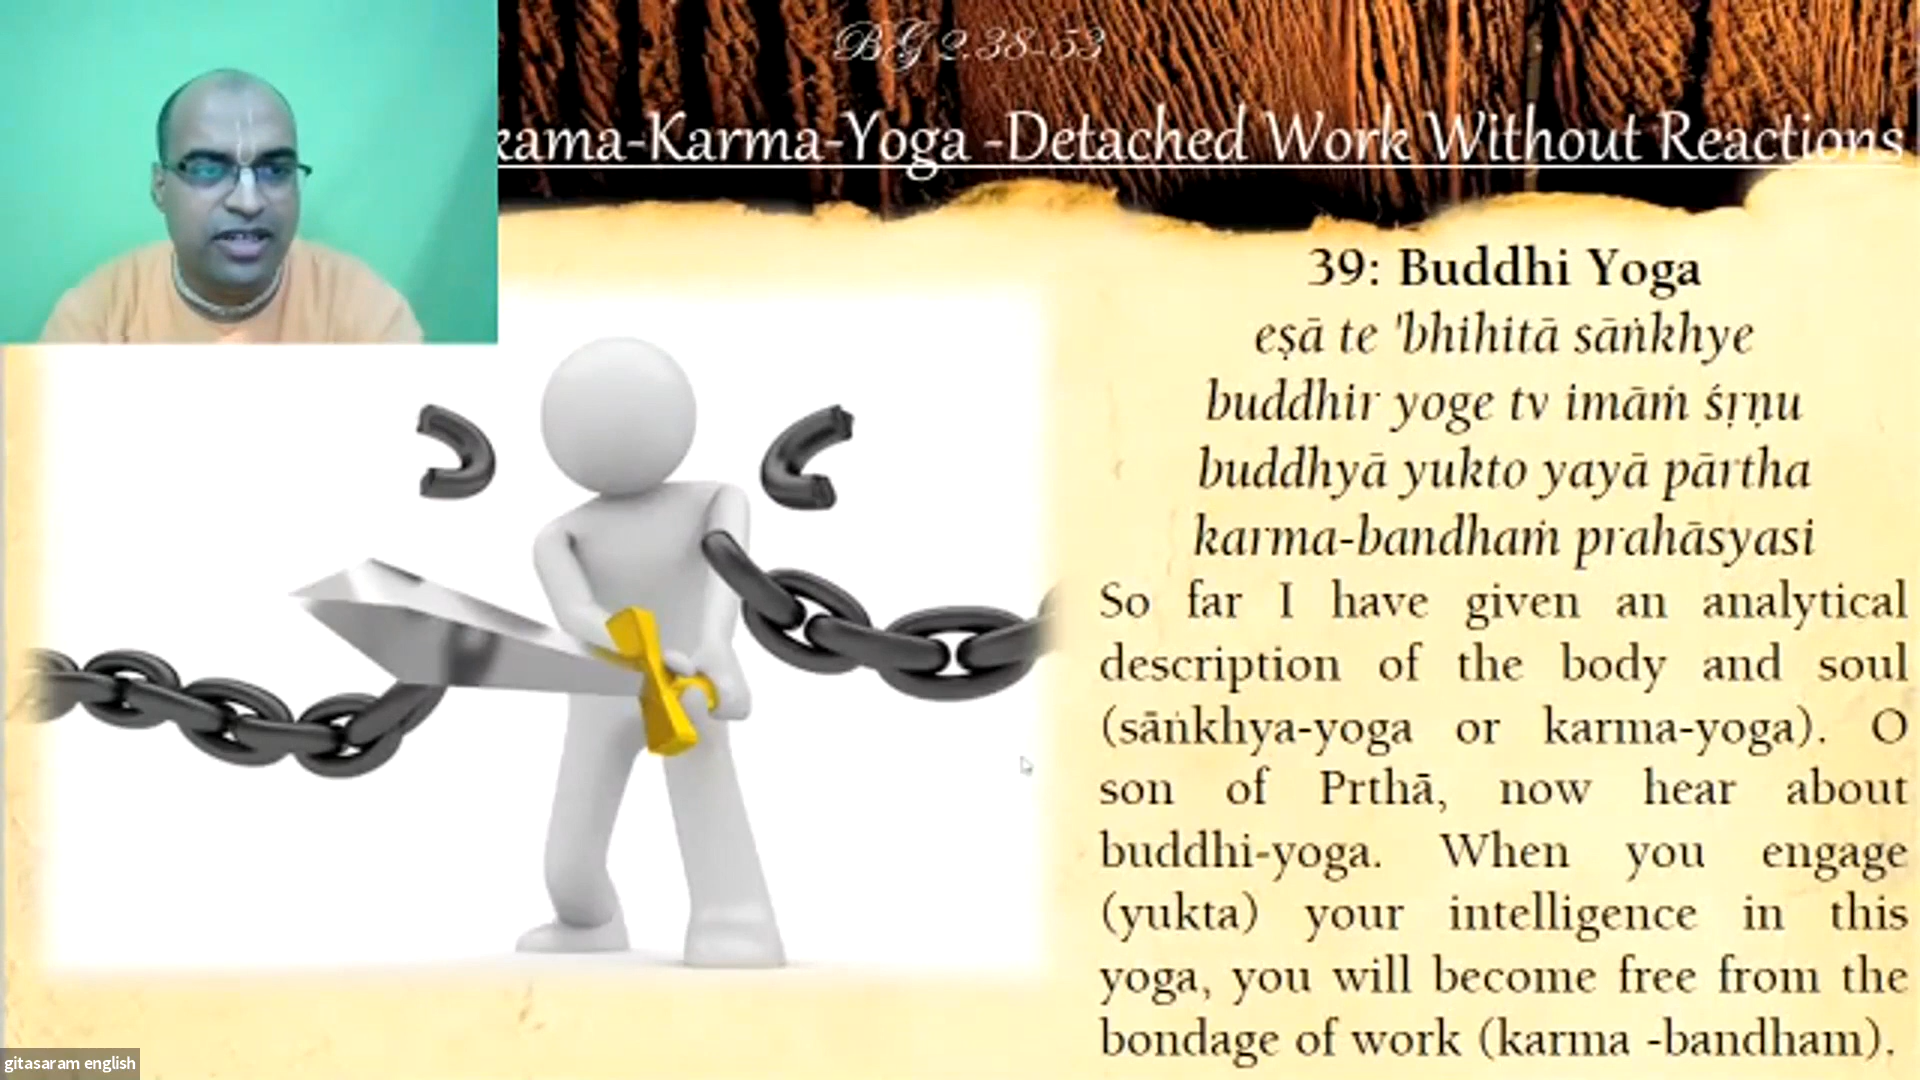 BG 2.38-53
kama-Karma-Yoga -Detached Work Without Reactions
39: Buddhi Yoga
eṣā te 'bhihitā sāṅkhye
buddhir yoge tv imāṁ śṛṇu
buddhyā yukto yayā pārtha
karma-bandhaṁ prahāsyasi
So far I have given an analytical
description of the body and soul
(sāṅkhya-yoga or karma-yoga). O
son of Prthā, now hear about
buddhi-yoga. When you engage
(yukta) your intelligence in this
yoga, you will become free from the
bondage of work (karma -bandham).
gitasaram english